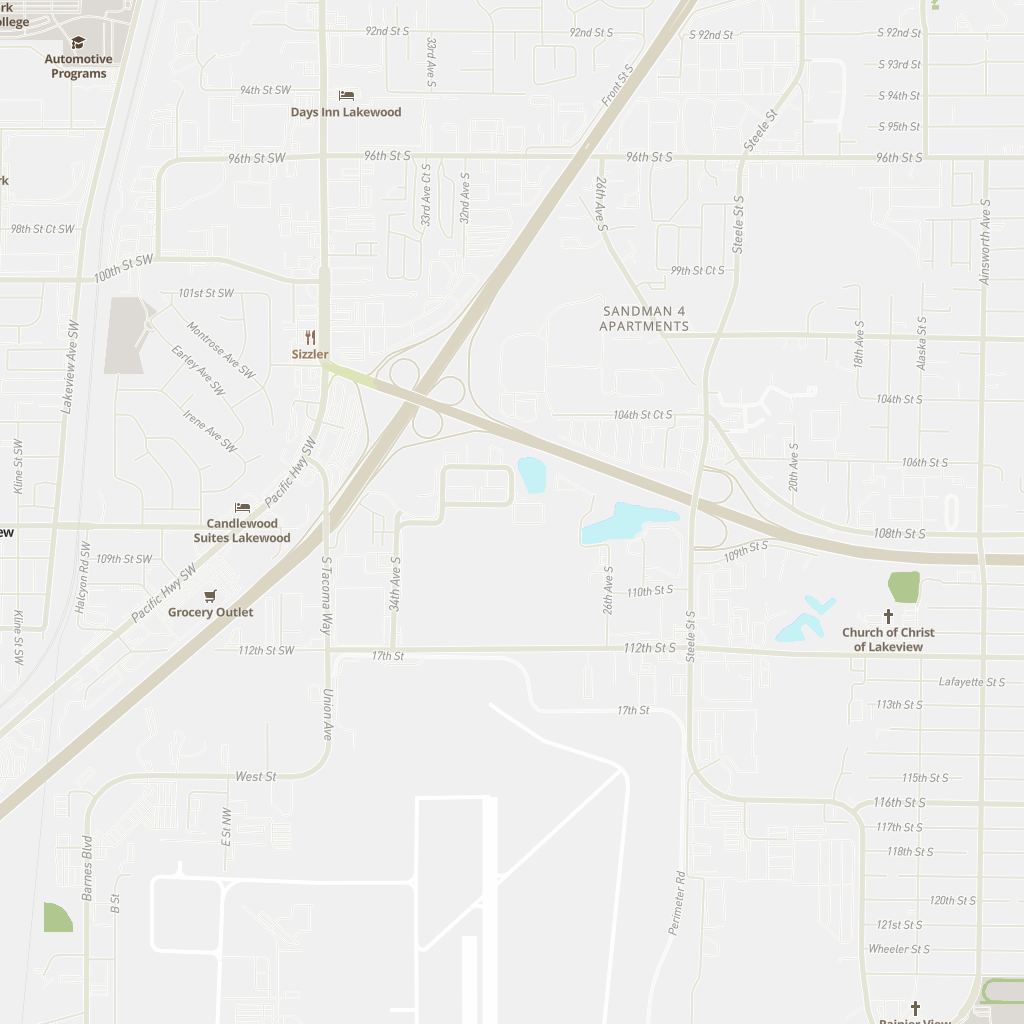 ollege
Automotive
Programs
92nd St S
33rd Ave S
92nd St S
S 92nd St
S 92nd St
S 93rd St
S 94th St
S 95th St
94th St SW
Days Inn Lakewood
Front St S
Steele St
96th St SW
96th St S
96th St S
96th St S
33rd Ave Ct S
32nd Ave S
26th Ave S
Steele St S
Ainsworth Ave S
98th St Ct SW
100th St SW
99th St Ct S
101st St SW
SANDMAN 4
APARTMENTS
Montrose Ave SW
Earley Ave SW
Irene Ave SW
Lakeview Ave SW
Sizzler
18th Ave S
Alaska St S
104th St S
104th St Ct S
Kline St SW
Pacific Hwy SW
106th St S
20th Ave S
Candlewood
Suites Lakewood
ew
108th St S
109th St S
Halcyon Rd SW
109th St SW
Pacific Hwy SW
Grocery Outlet
S Tacoma Way
34th Ave S
26th Ave S
110th St S
Steele St S
Church of Christ
of Lakeview
Kline St SW
112th St SW
17th St
112th St S
Lafayette St S
Union Ave
17th St
113th St S
West St
115th St S
116th St S
117th St S
118th St S
E St NW
Barnes Blvd
B St
Perimeter Rd
120th St S
121st St S
Wheeler St S
Rainier View